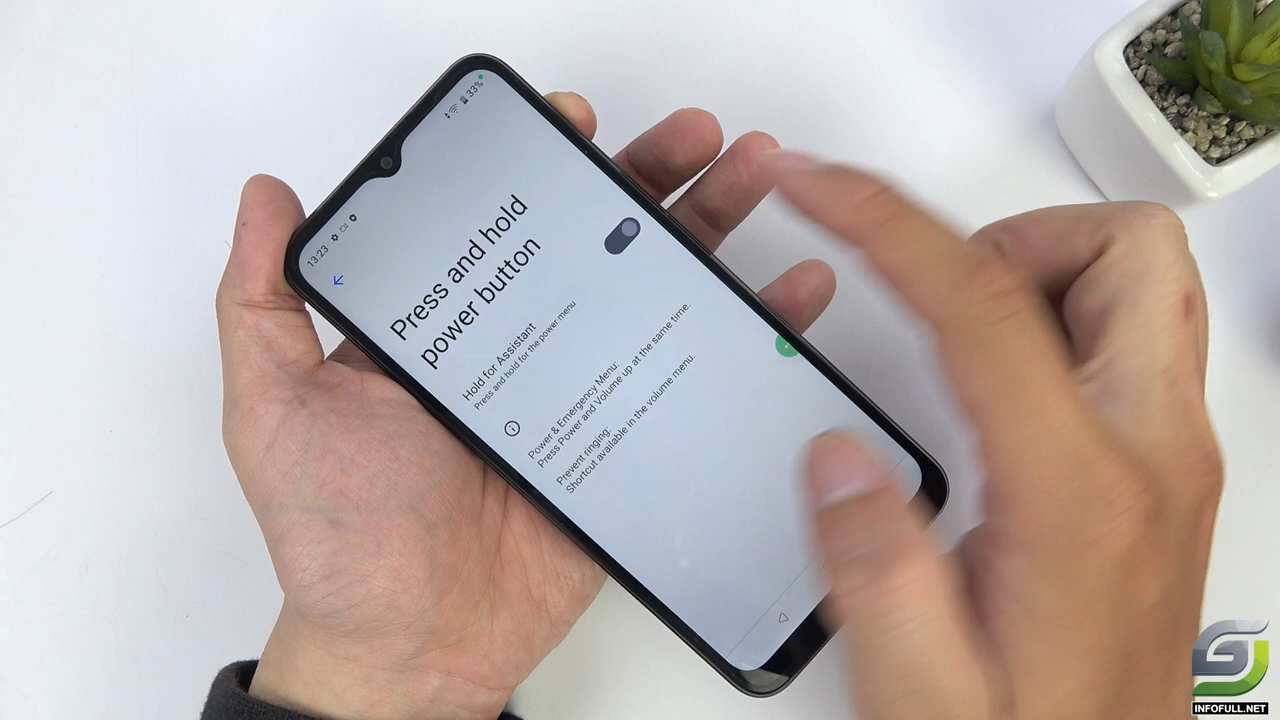 13:23
33%
Press and hold
power button
Hold for Assistant
Press and hold for the power menu
Power & Emergency Menu:
Press Power and Volume up at the same time.
Prevent ringing:
Shortcut available in the volume menu.
INFOFULL.NET